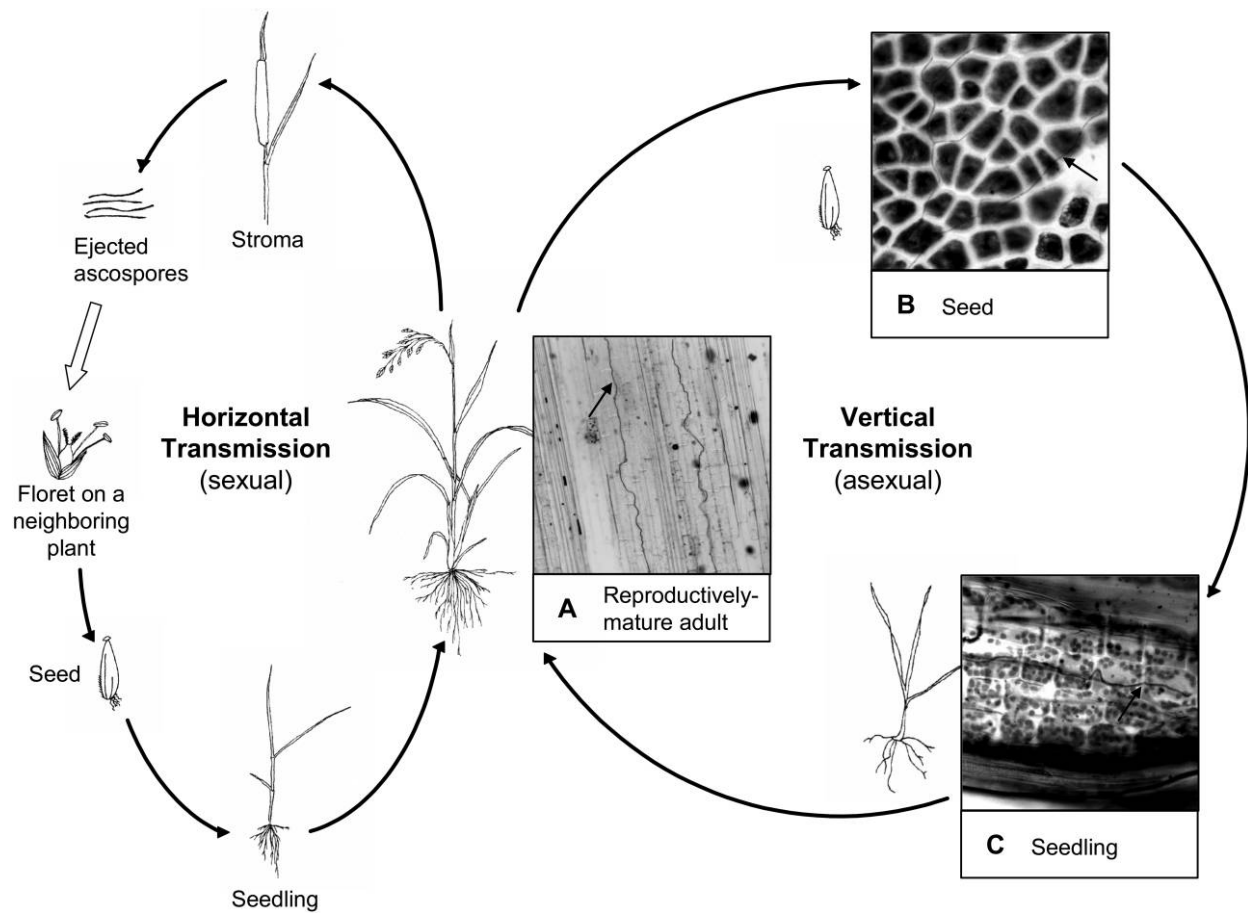 Stroma
Ejected
ascospores
Horizontal
Transmission
(sexual)
Floret on a
neighboring
plant
Seed
Seedling
A Reproductively-
mature adult
B Seed
Vertical
Transmission
(asexual)
C Seedling